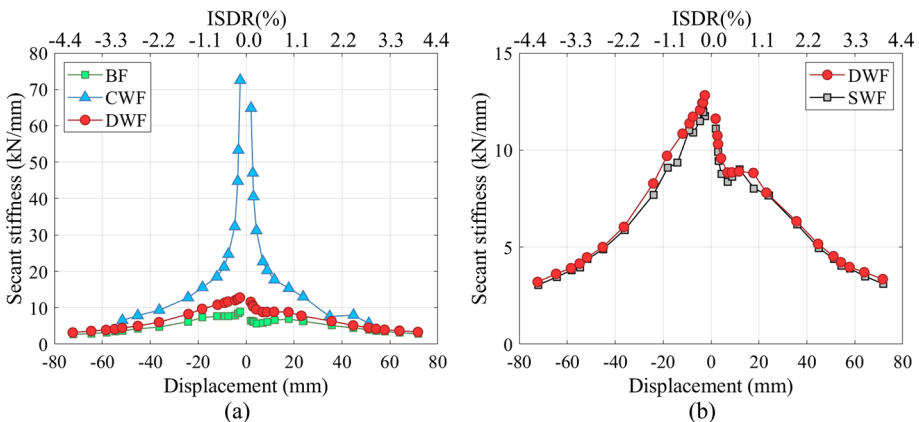 ISDR(%)
-4.4 -3.3 -2.2 -1.1 0.0 1.1 2.2 3.3 4.4
80
70
60
50
40
30
20
10
0
Secant stiffness (kN/mm)
BF
CWF
DWF
-80 -60 -40 -20 0 20 40 60 80
Displacement (mm)
(a)
ISDR(%)
-4.4 -3.3 -2.2 -1.1 0.0 1.1 2.2 3.3 4.4
15
10
5
0
Secant stiffness (kN/mm)
DWF
SWF
-80 -60 -40 -20 0 20 40 60 80
Displacement (mm)
(b)